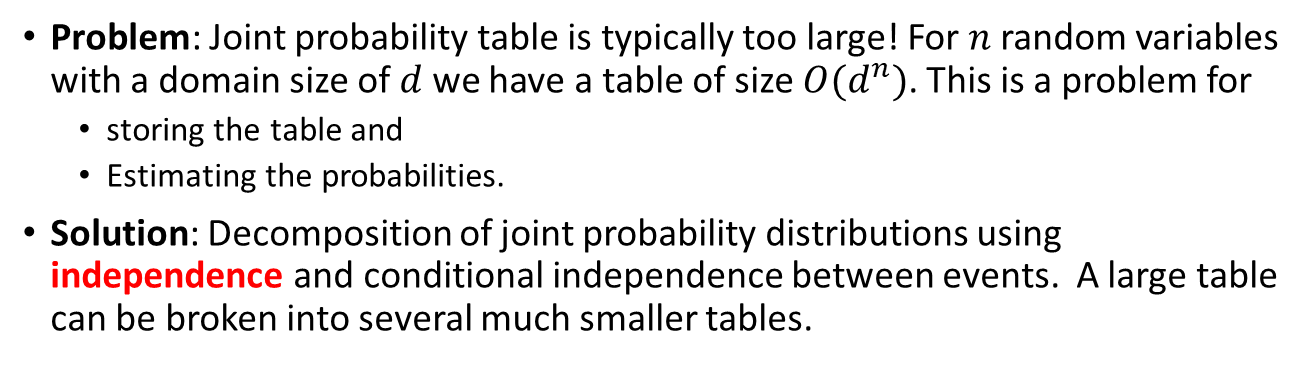 • Problem: Joint probability table is typically too large! For n random variables
with a domain size of d we have a table of size O(dⁿ). This is a problem for
• storing the table and
• Estimating the probabilities.
• Solution: Decomposition of joint probability distributions using
independence and conditional independence between events.  A large table
can be broken into several much smaller tables.